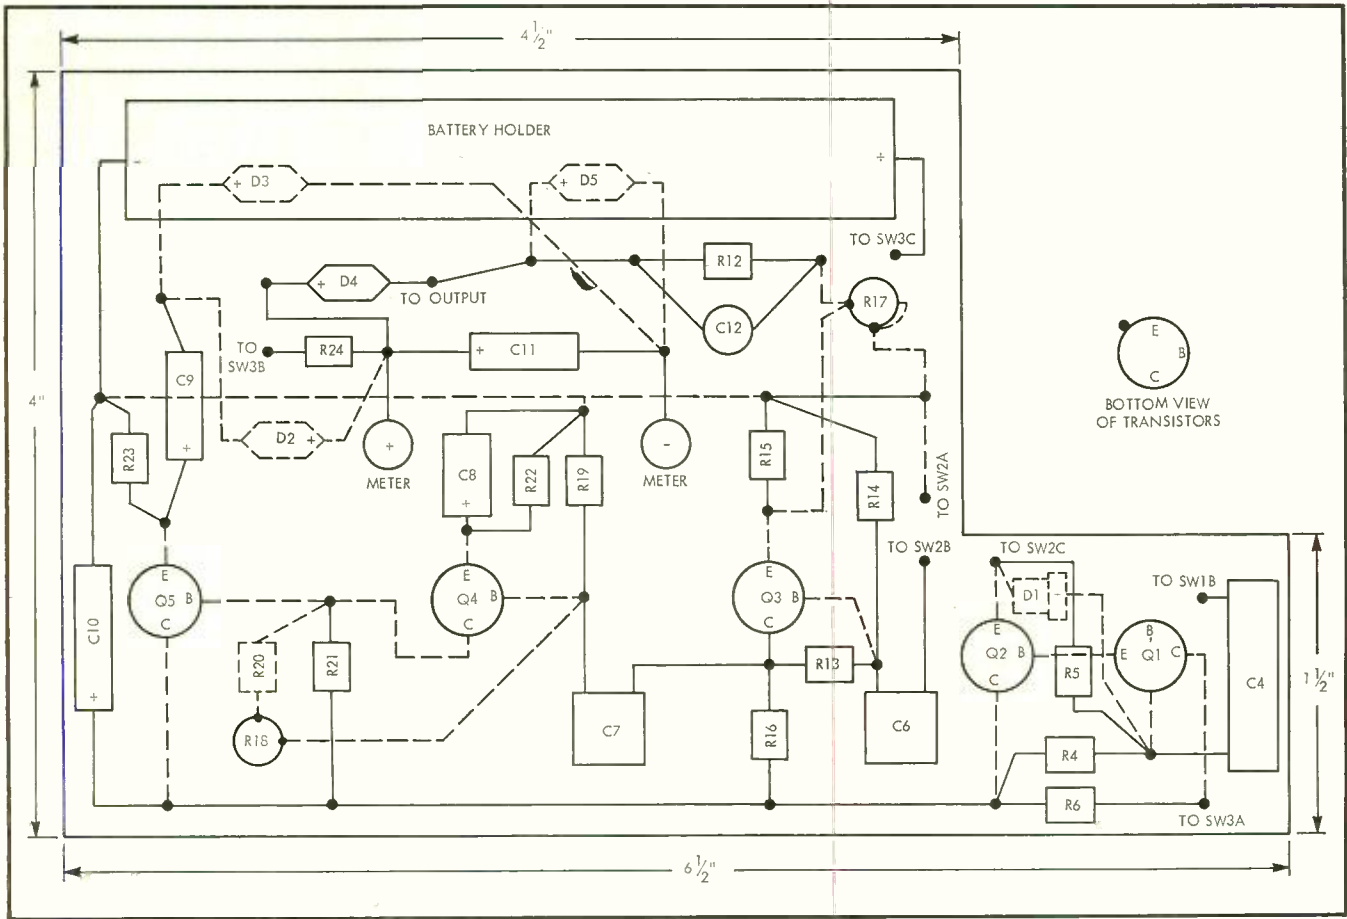 4 1/2"
BATTERY HOLDER
- +
+ D3
+ D5
TO SW3C
R12
+ D4
TO OUTPUT
R17
C12
TO SW3B
R24
+ C11
E
B
C
BOTTOM VIEW
OF TRANSISTORS
4"
C9
+
D2 +
+
METER
-
METER
R23
C8
+
R22
R19
R15
R14
TO SW2A
TO SW2B
TO SW2C
D1
TO SW1B
E
Q5 B
C
E
Q4 B
C
E
Q3 B
C
E
Q2 B
C
B
E Q1 C
R5
C4
1 1/2"
C10
+
R20
R21
R13
R18
C7
R16
C6
R4
R6
TO SW3A
6 1/2"